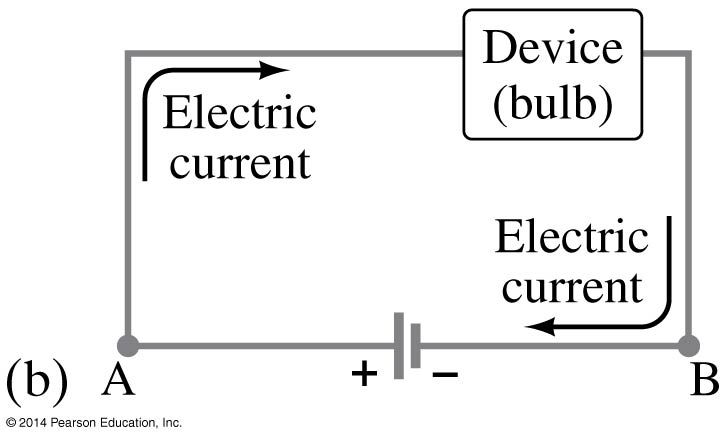 Device
(bulb)
Electric
current
Electric
current
+ −
(b) A B
© 2014 Pearson Education, Inc.